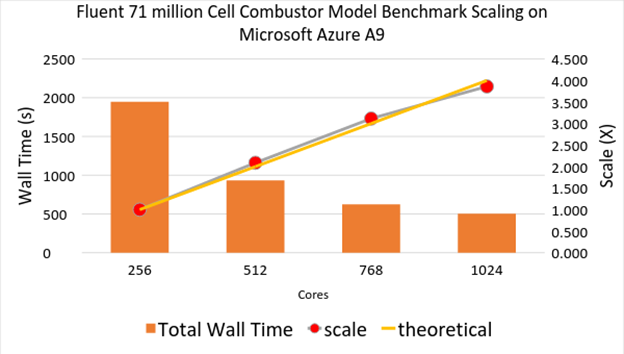 Fluent 71 million Cell Combustor Model Benchmark Scaling on
Microsoft Azure A9
Wall Time (s)
2500
2000
1500
1000
500
0
4.500
4.000
3.500
3.000
2.500
2.000
1.500
1.000
0.500
0.000
Scale (X)
256 512 768 1024
Cores
Total Wall Time scale theoretical